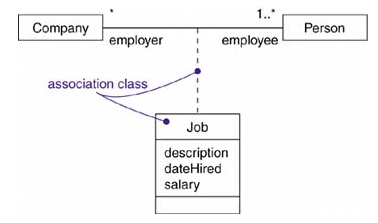 * 1..*
Company Person
employer employee
association class
Job
description
dateHired
salary